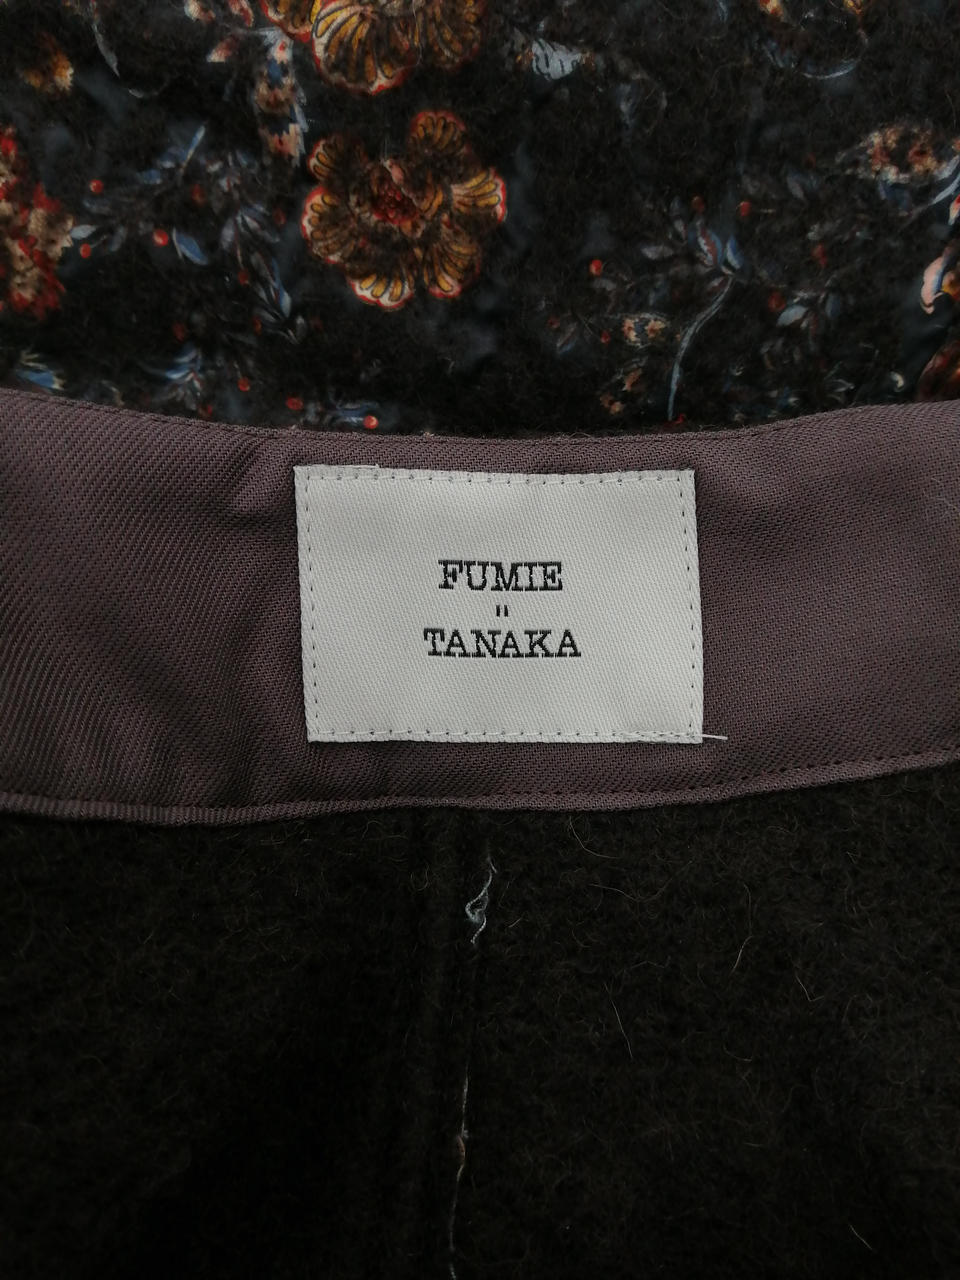 FUMIE
"
TANAKA